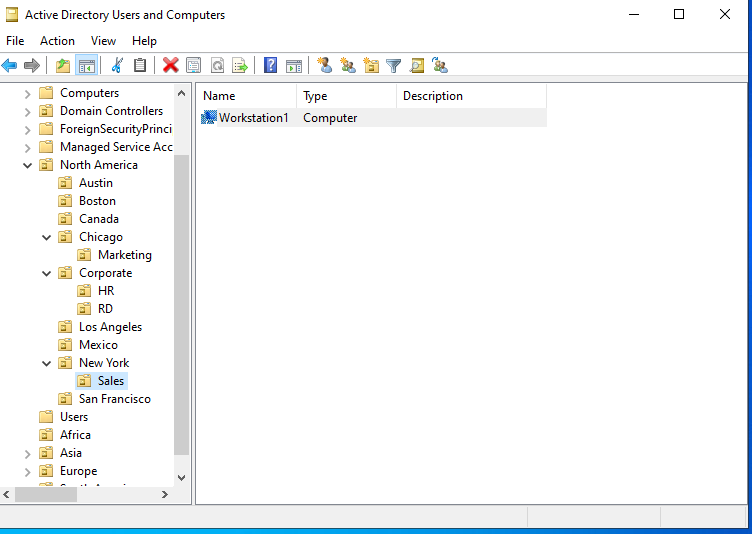 Active Directory Users and Computers
File Action View Help
Computers
Domain Controllers
ForeignSecurityPrinci
Managed Service Acc
North America
Austin
Boston
Canada
Chicago
Marketing
Corporate
HR
RD
Los Angeles
Mexico
New York
Sales
San Francisco
Users
Africa
Asia
Europe
Name Type Description
Workstation1 Computer